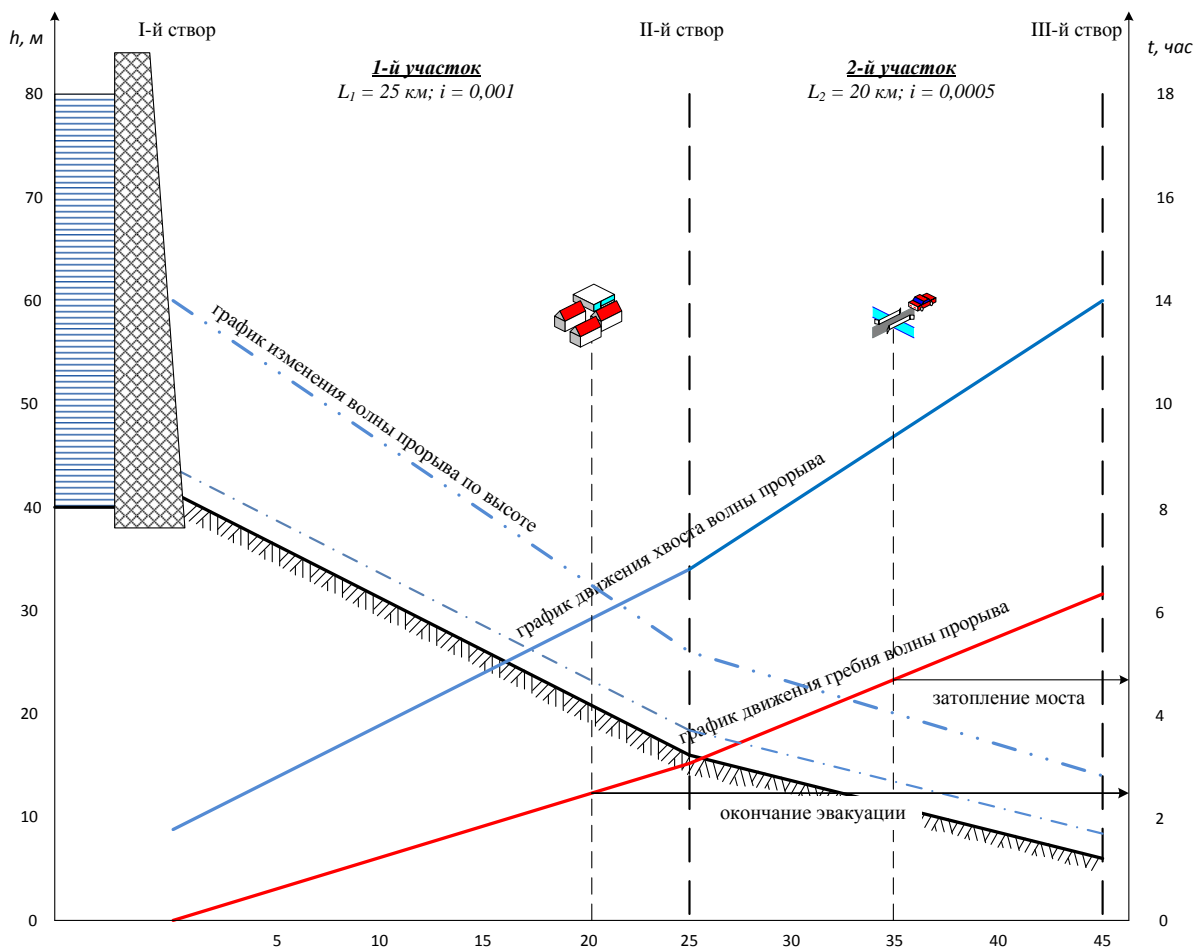 I-й створ
II-й створ
III-й створ
h, м
t, час
1-й участок
L₁ = 25 км; i = 0,001
2-й участок
L₂ = 20 км; i = 0,0005
80
18
70
16
60
14
50
12
10
40
8
30
6
20
4
10
2
0
0
график изменения волны прорыва по высоте
график движения хвоста волны прорыва
график движения гребня волны прорыва
затопление моста
окончание эвакуации
5
10
15
20
25
30
35
40
45